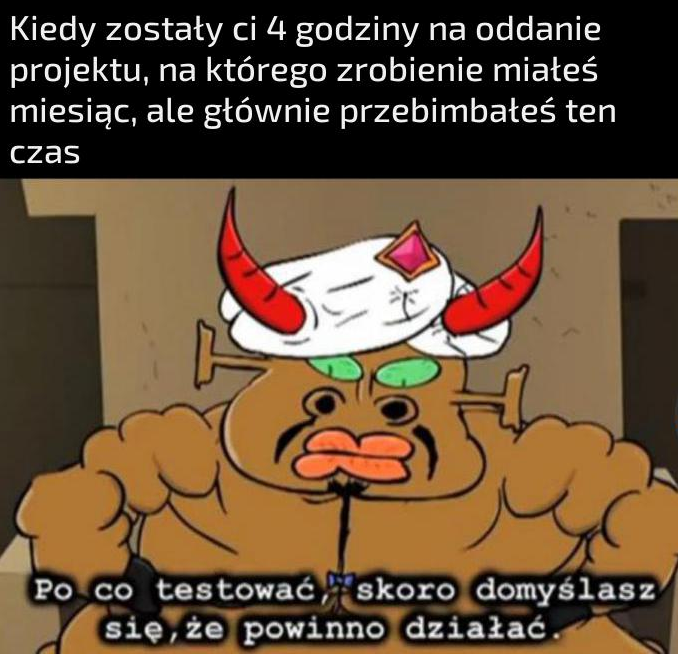 Kiedy zostały ci 4 godziny na oddanie
projektu, na którego zrobienie miałeś
miesiąc, ale głównie przebimbałeś ten
czas
Po co testować, skoro domyślasz
się,że powinno działać.